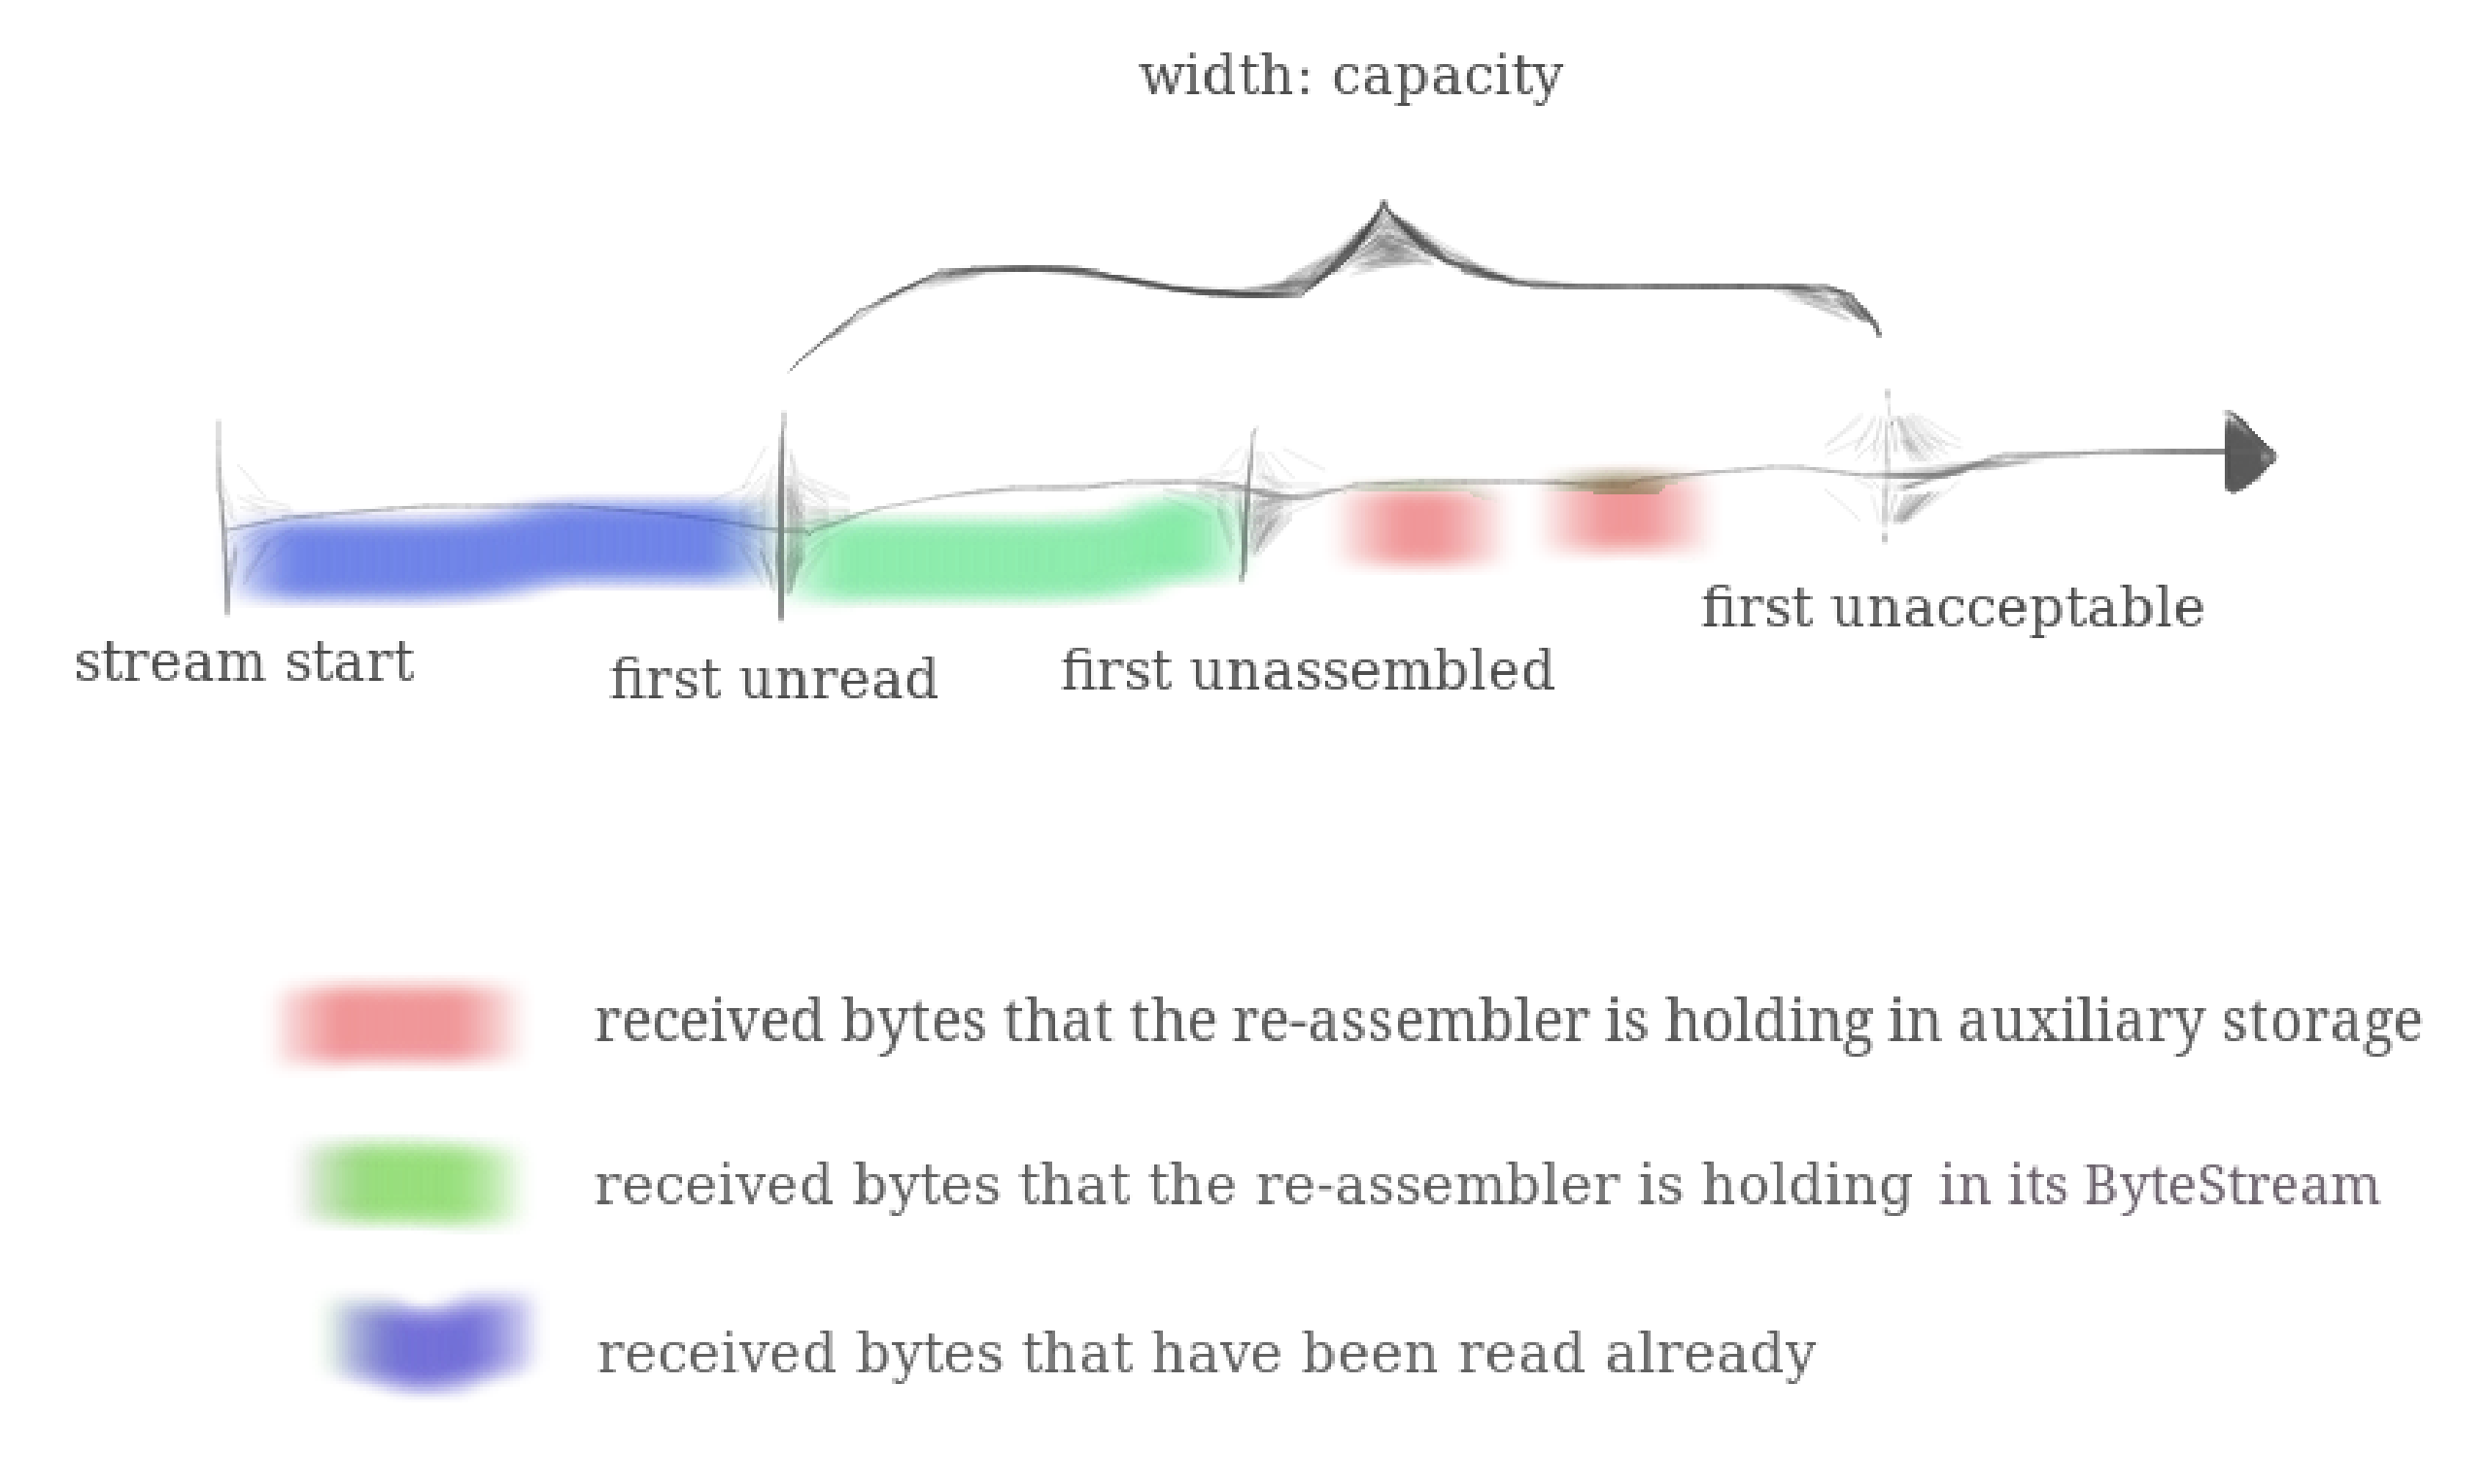 width: capacity
stream start
first unread
first unassembled
first unacceptable
received bytes that the re-assembler is holding in auxiliary storage
received bytes that the re-assembler is holding in its ByteStream
received bytes that have been read already